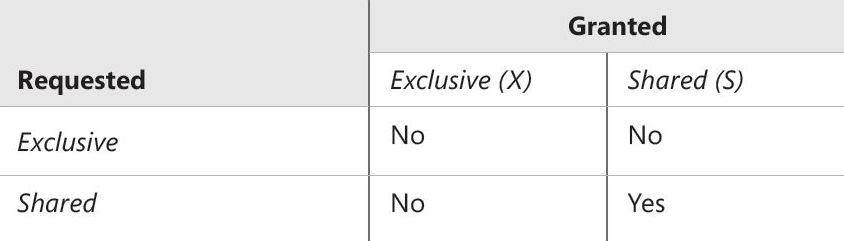 Granted
Requested Exclusive (X) Shared (S)
Exclusive No No
Shared No Yes